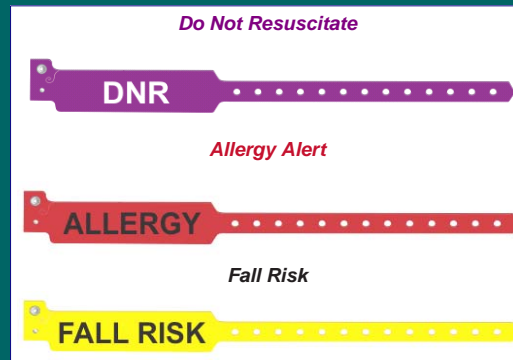 Do Not Resuscitate
DNR
Allergy Alert
ALLERGY
Fall Risk
FALL RISK